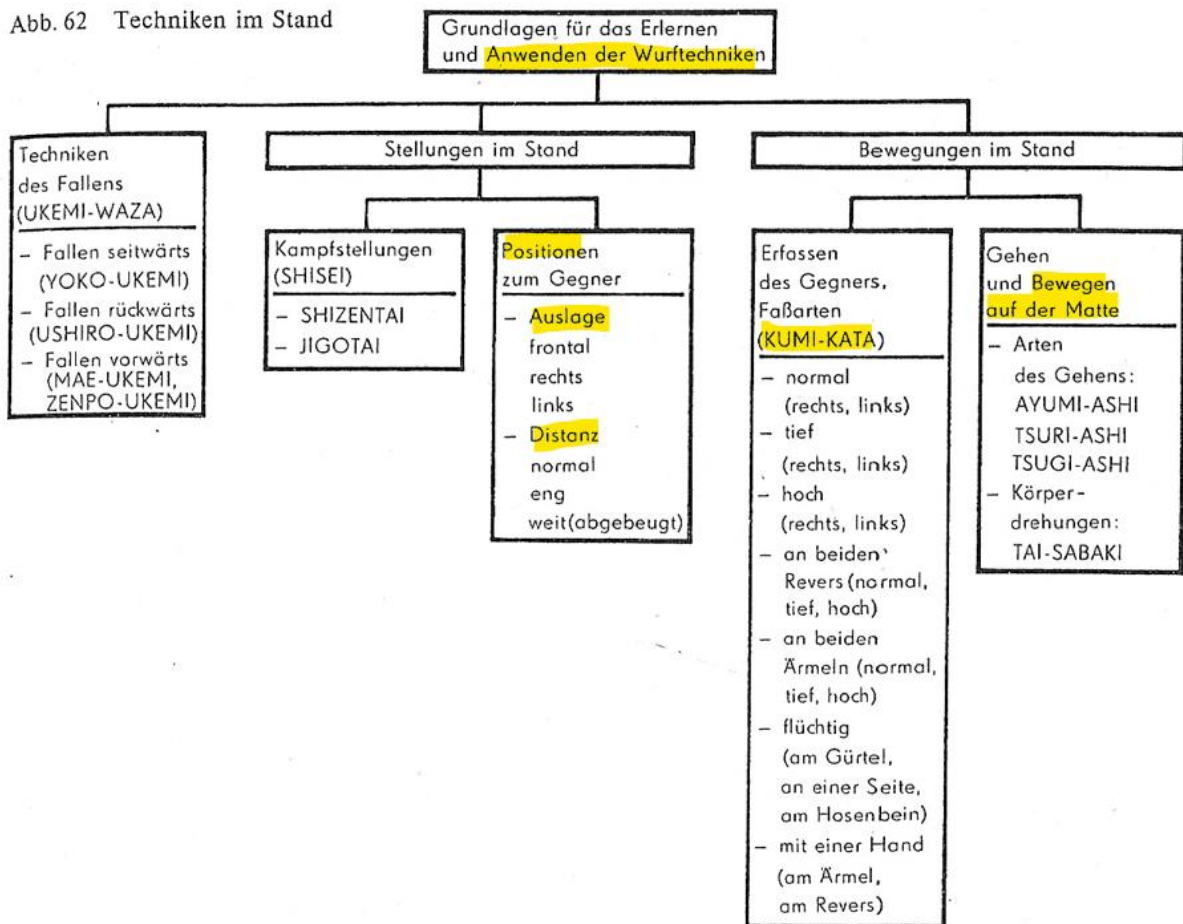 Abb. 62 Techniken im Stand
Grundlagen für das Erlernen
und Anwenden der Wurftechniken
Techniken
des Fallens
(UKEMI-WAZA)
– Fallen seitwärts
(YOKO-UKEMI)
– Fallen rückwärts
(USHIRO-UKEMI)
– Fallen vorwärts
(MAE-UKEMI,
ZENPO-UKEMI)
Stellungen im Stand
Kampfstellungen
(SHISEI)
– SHIZENTAI
– JIGOTAI
Positionen
zum Gegner
– Auslage
frontal
rechts
links
– Distanz
normal
eng
weit(abgebeugt)
Bewegungen im Stand
Erfassen
des Gegners,
Faßarten
(KUMI-KATA)
– normal
(rechts, links)
– tief
(rechts, links)
– hoch
(rechts, links)
– an beiden
Revers (normal,
tief, hoch)
– an beiden
Ärmeln (normal,
tief, hoch)
– flüchtig
(am Gürtel,
an einer Seite,
am Hosenbein)
– mit einer Hand
(am Ärmel,
am Revers)
Gehen
und Bewegen
auf der Matte
– Arten
des Gehens:
AYUMI-ASHI
TSURI-ASHI
TSUGI-ASHI
– Körper-
drehungen:
TAI-SABAKI